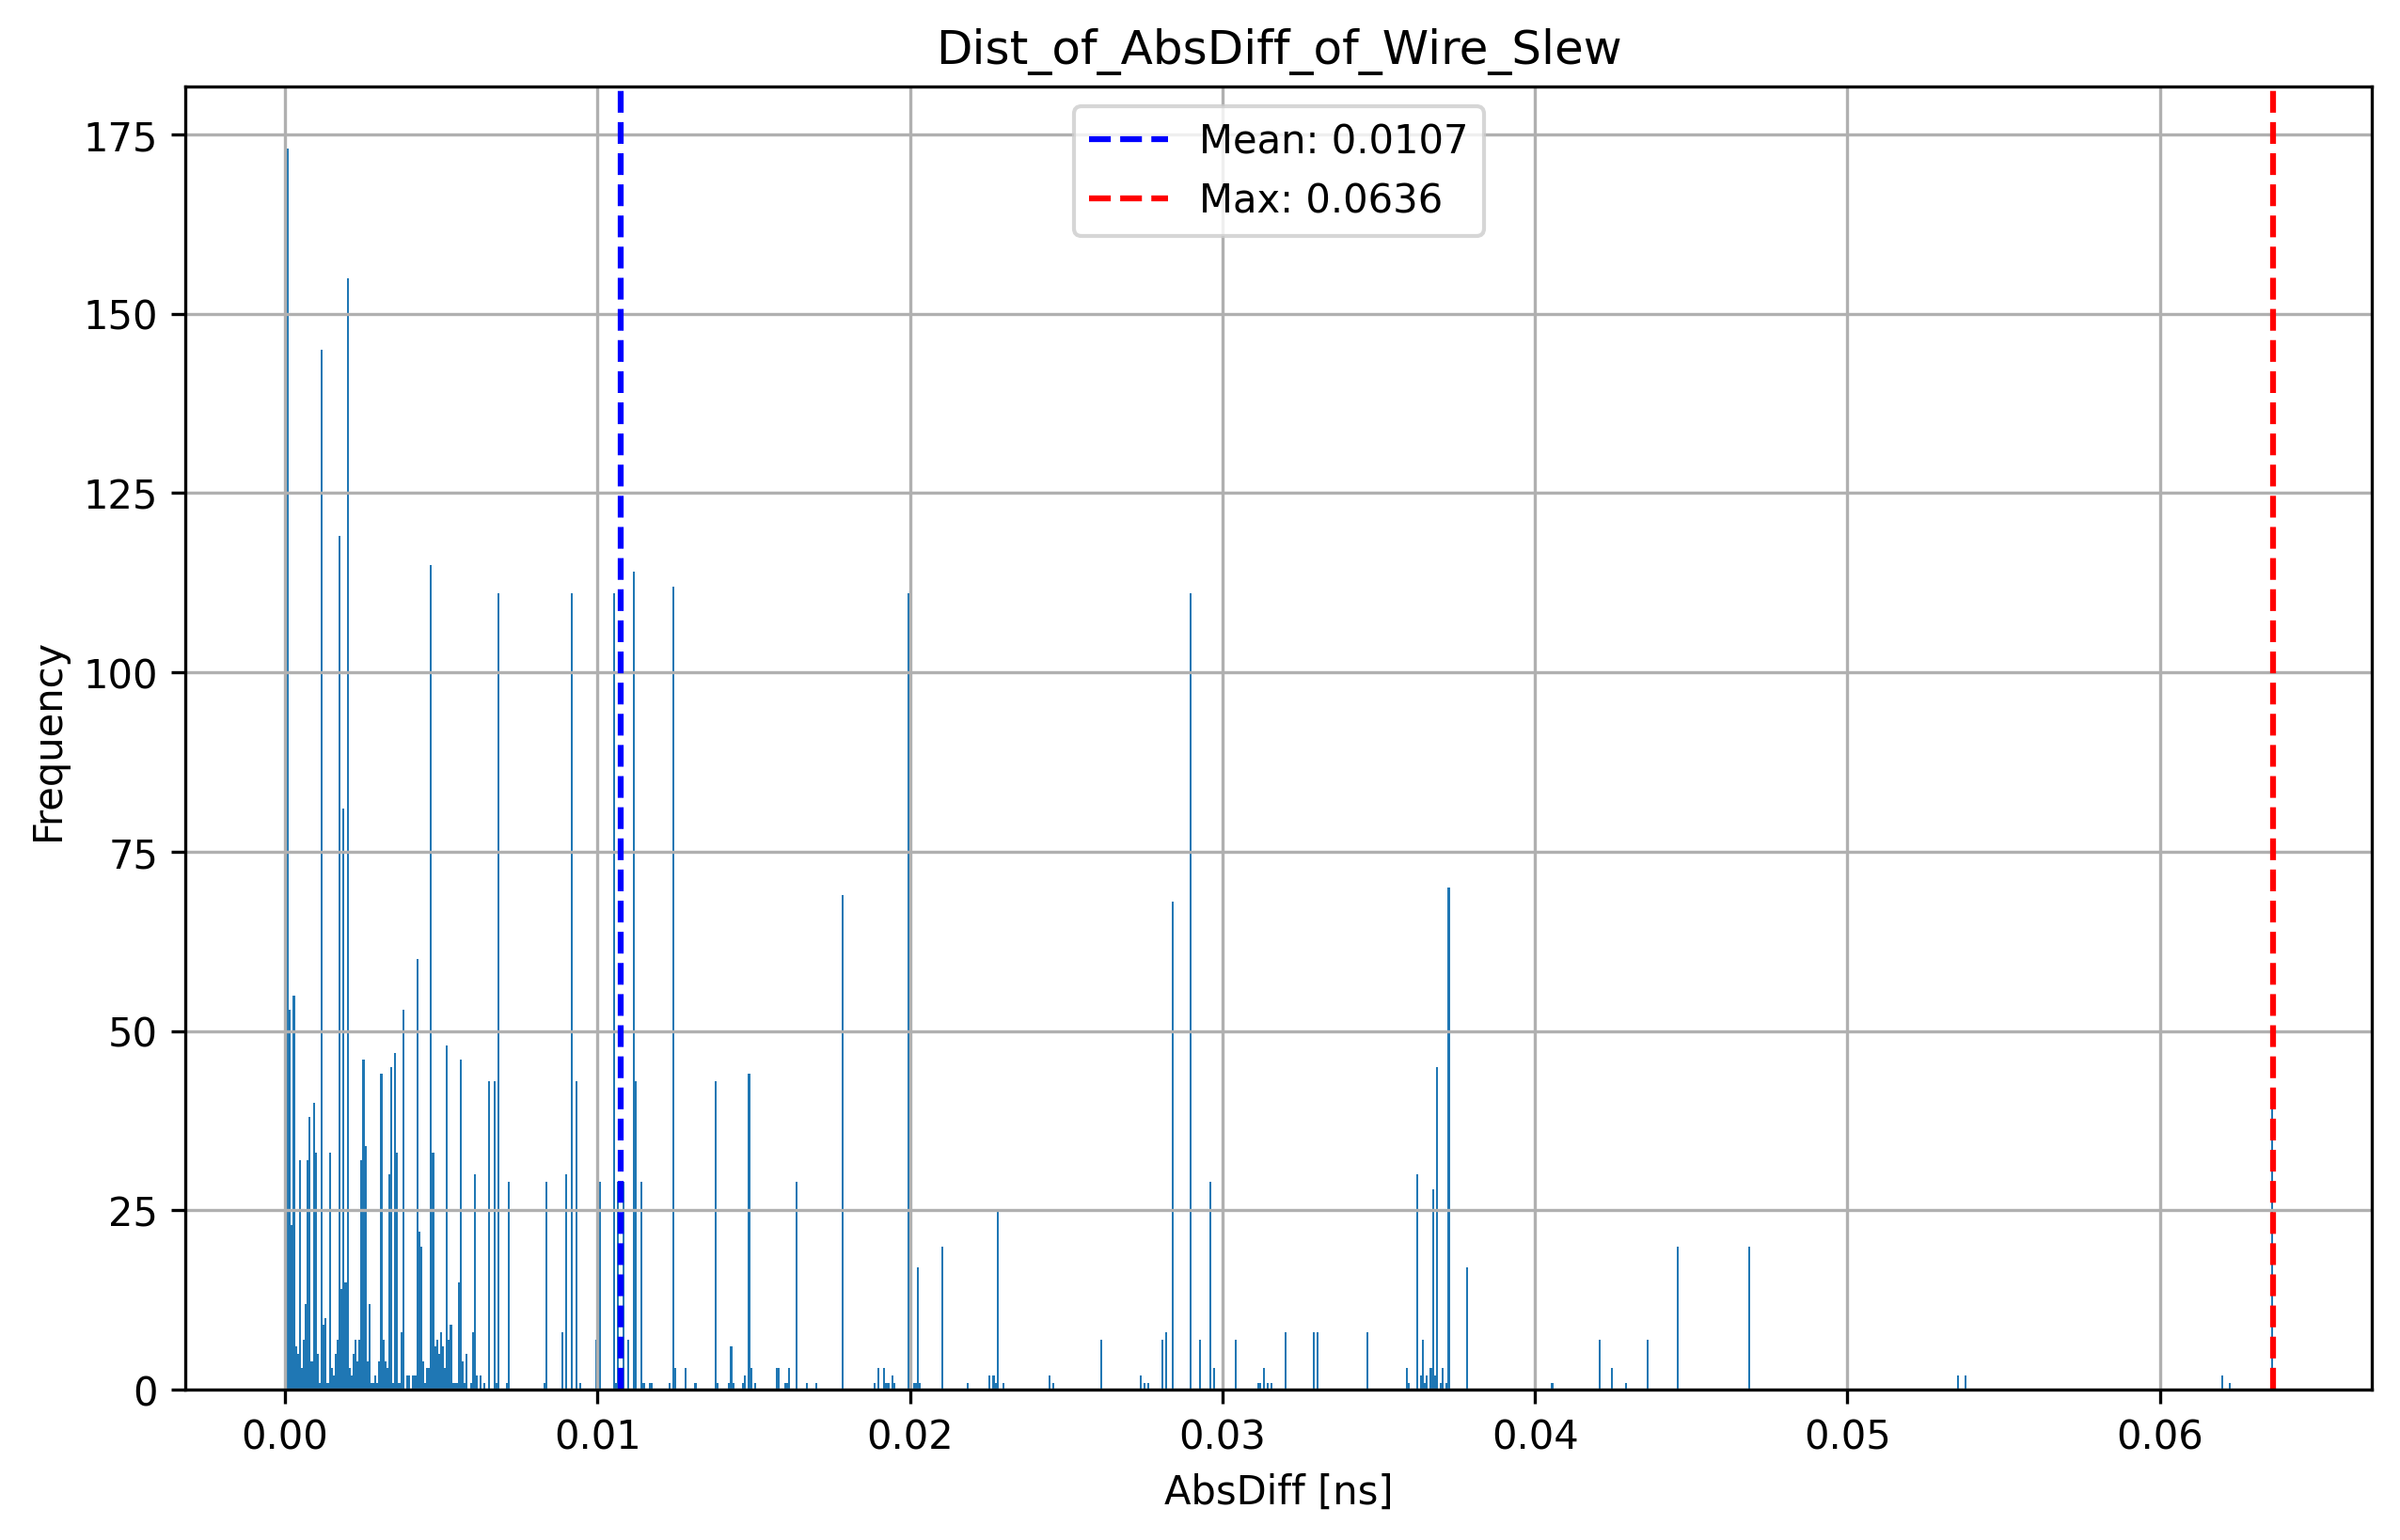 Dist_of_AbsDiff_of_Wire_Slew
Mean: 0.0107
Max: 0.0636
175
150
125
100
75
50
25
0
Frequency
0.00 0.01 0.02 0.03 0.04 0.05 0.06
AbsDiff [ns]